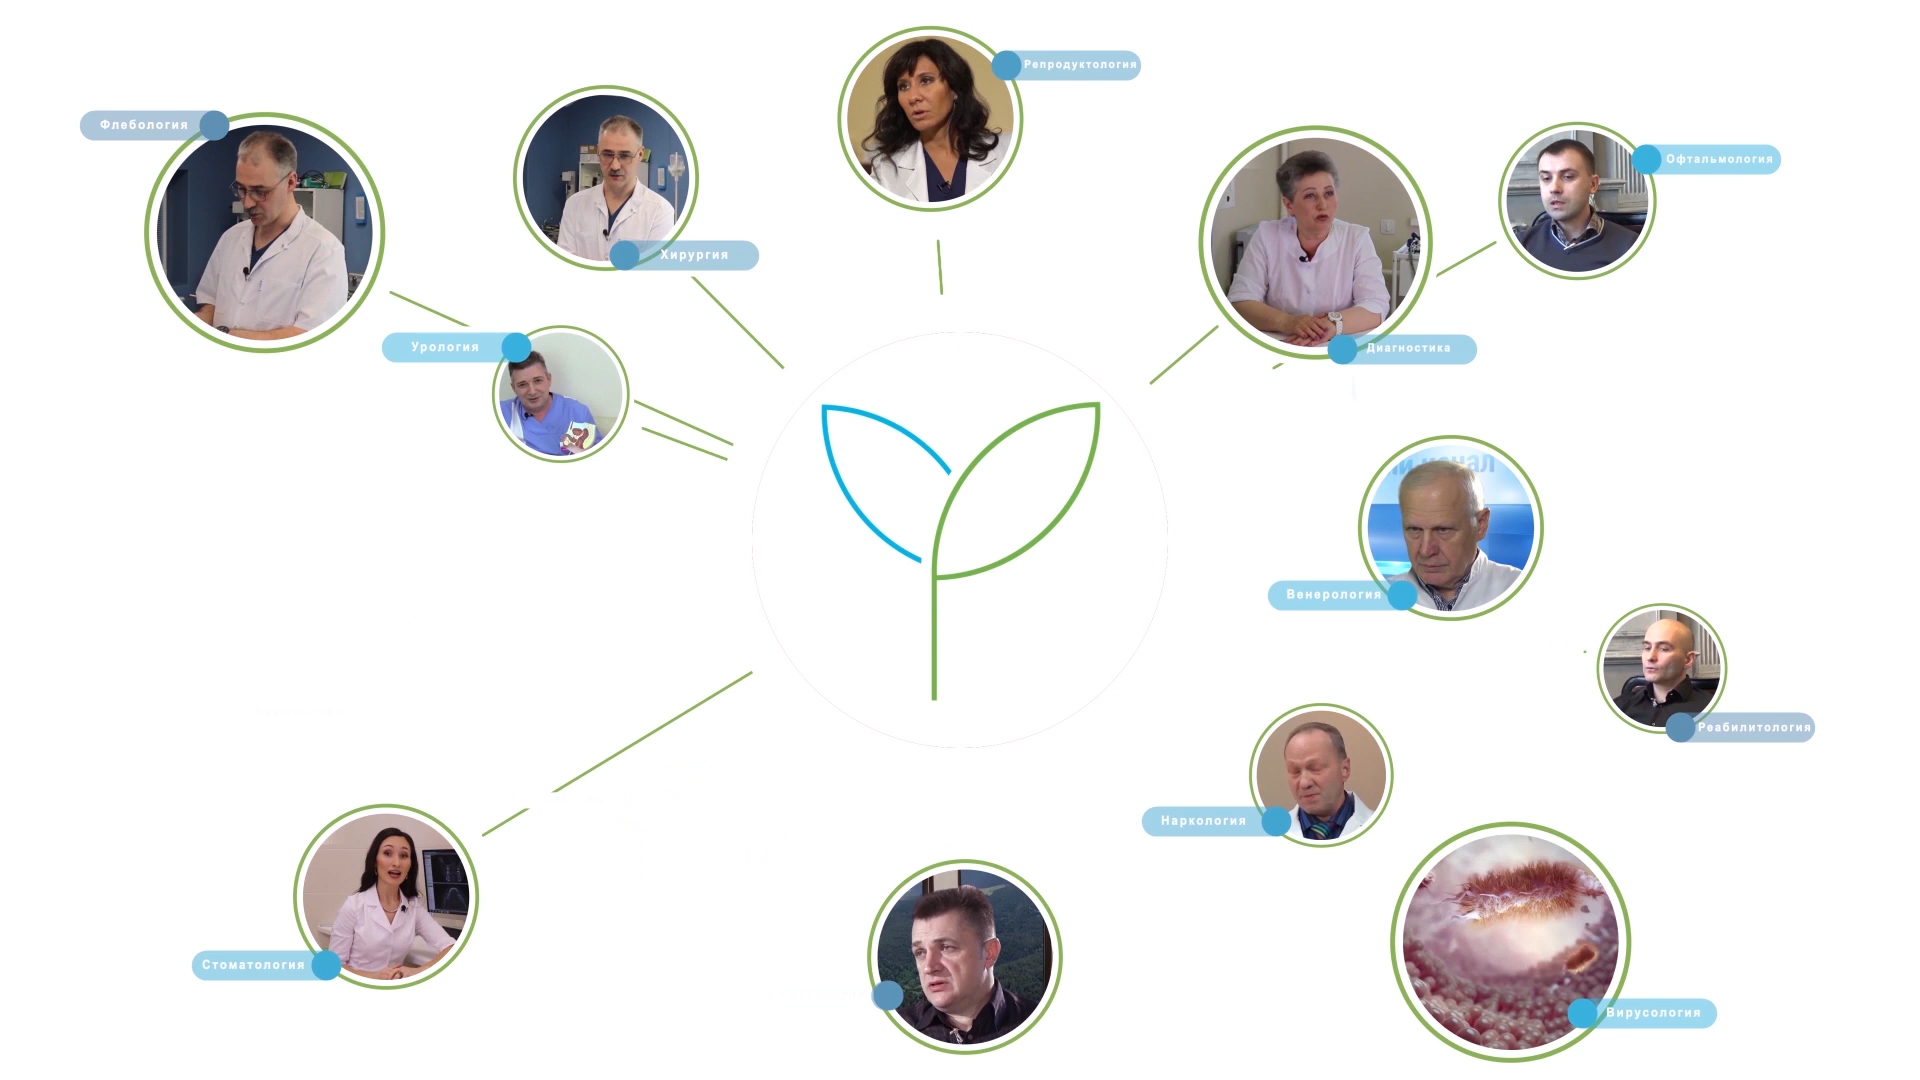 Репродуктология
Флебология
Офтальмология
Хирургия
Урология
Диагностика
Венерология
Реабилитология
Наркология
Стоматология
Вирусология